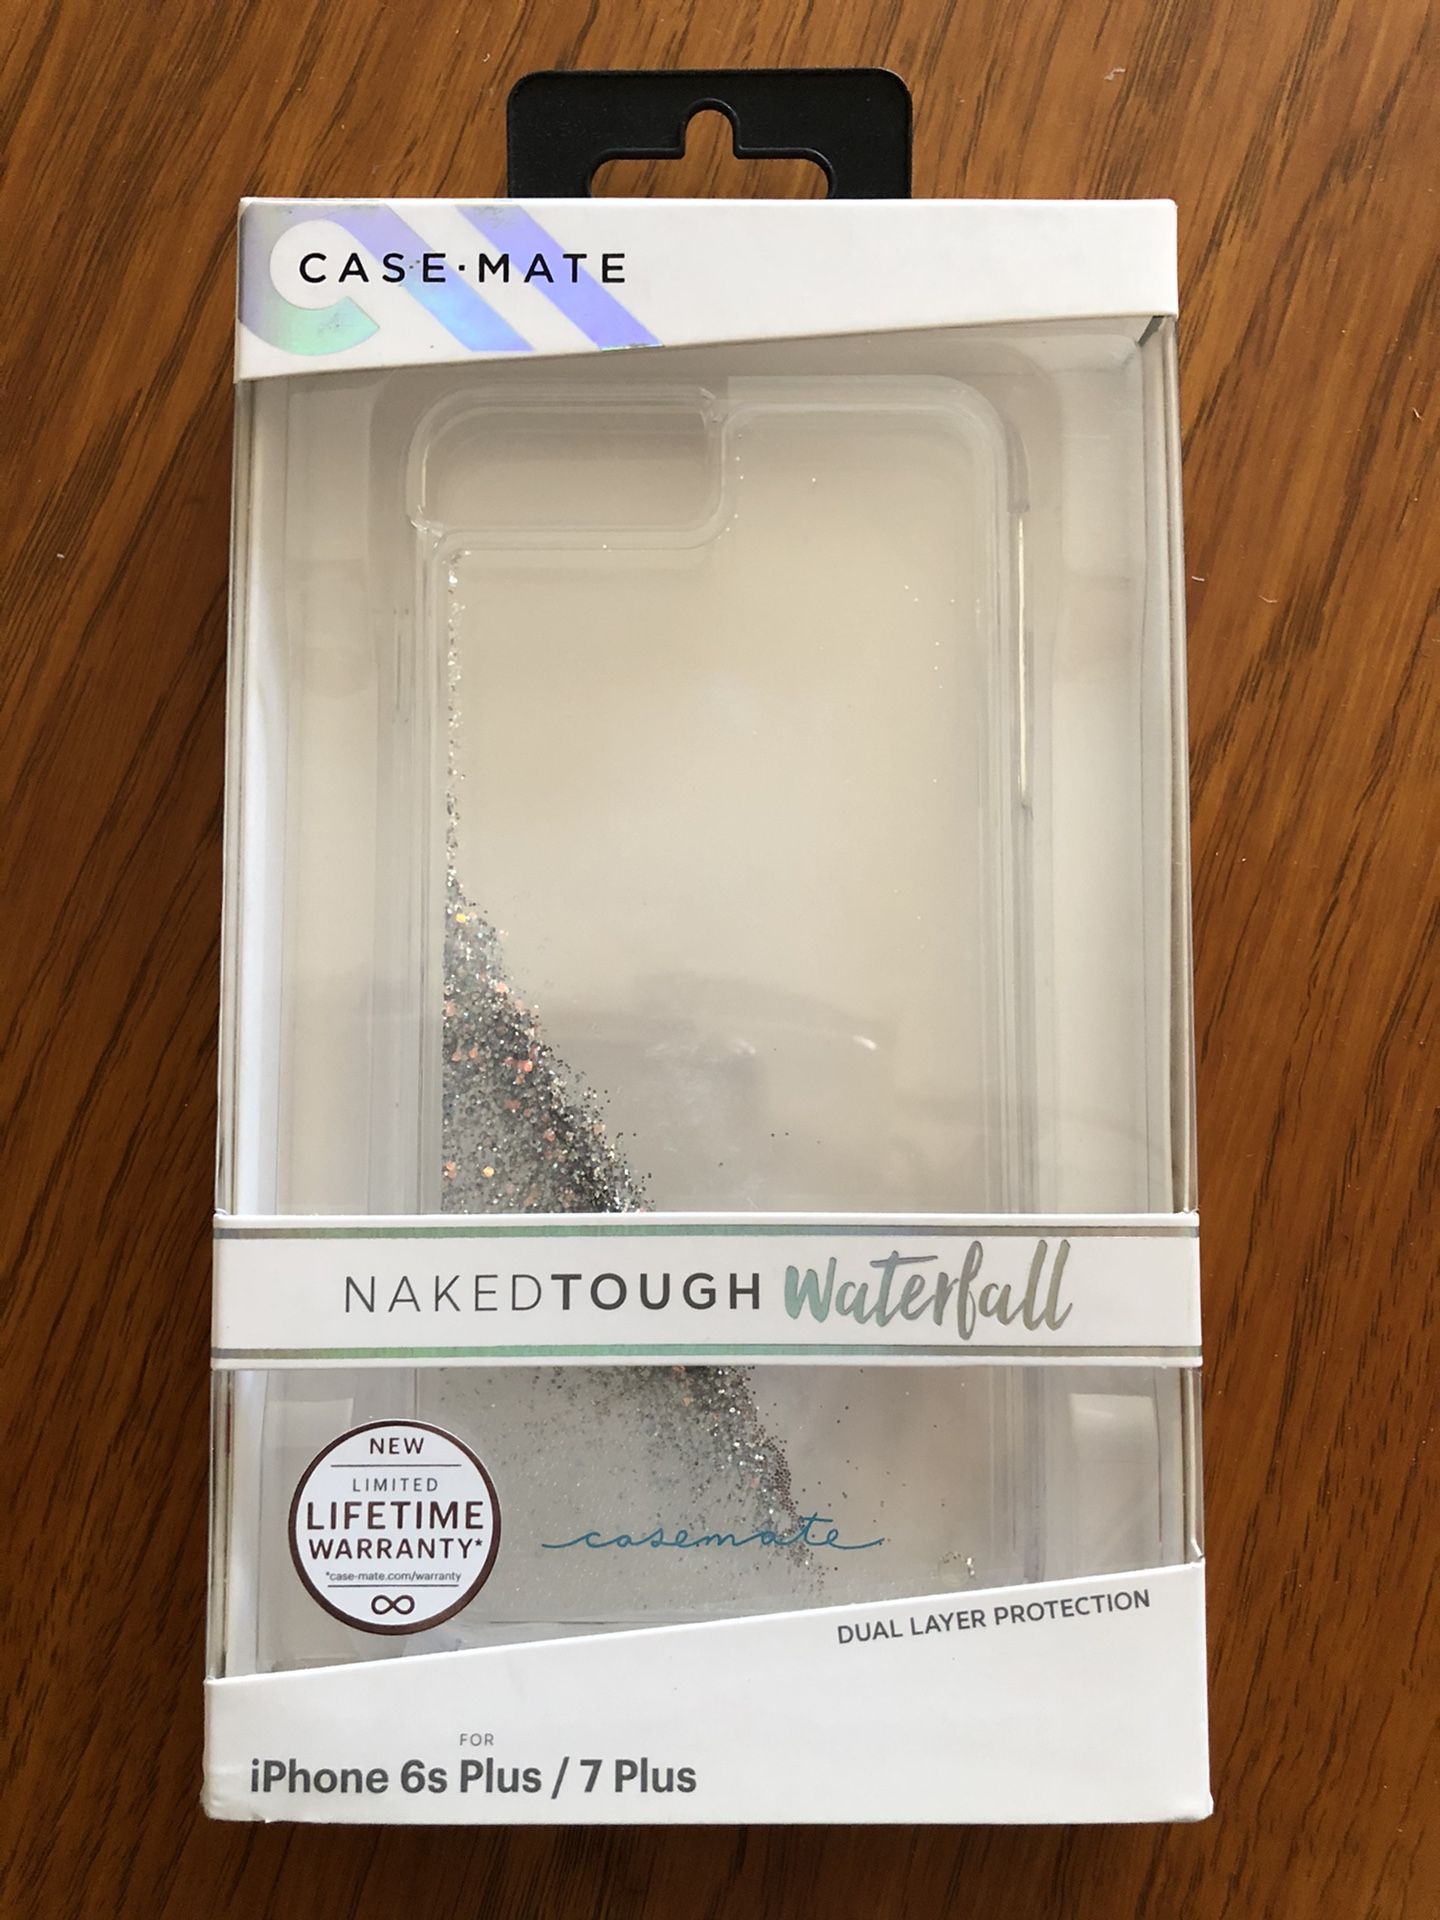 CASE·MATE
NAKEDTOUGH Waterfall
NEW
LIMITED
LIFETIME
WARRANTY*
*case-mate.com/warranty
casemate
DUAL LAYER PROTECTION
FOR
iPhone 6s Plus / 7 Plus